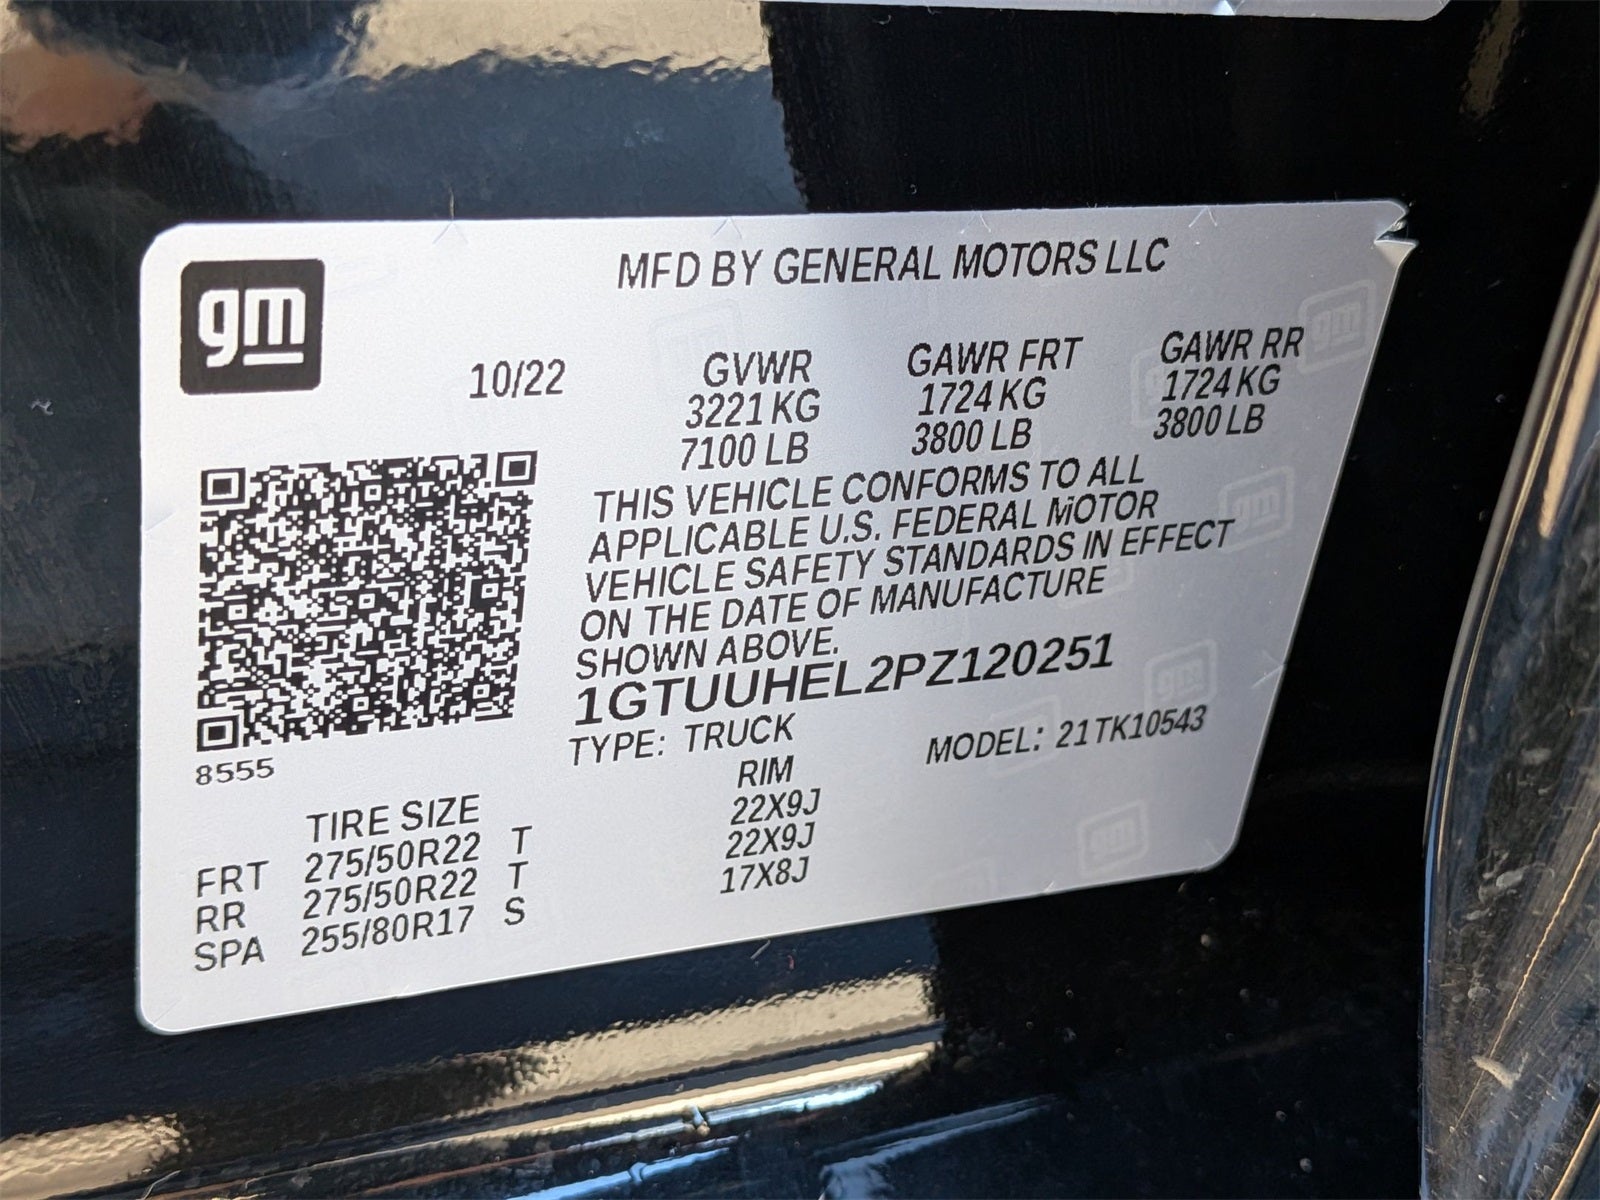 gm
MFD BY GENERAL MOTORS LLC
10/22
GVWR GAWR FRT GAWR RR
3221 KG 1724 KG 1724 KG
7100 LB 3800 LB 3800 LB
THIS VEHICLE CONFORMS TO ALL
APPLICABLE U.S. FEDERAL MOTOR
VEHICLE SAFETY STANDARDS IN EFFECT
ON THE DATE OF MANUFACTURE
SHOWN ABOVE.
1GTUUHEL2PZ120251
TYPE: TRUCK MODEL: 21TK10543
8555
TIRE SIZE RIM
FRT 275/50R22 T 22X9J
RR 275/50R22 T 22X9J
SPA 255/80R17 S 17X8J